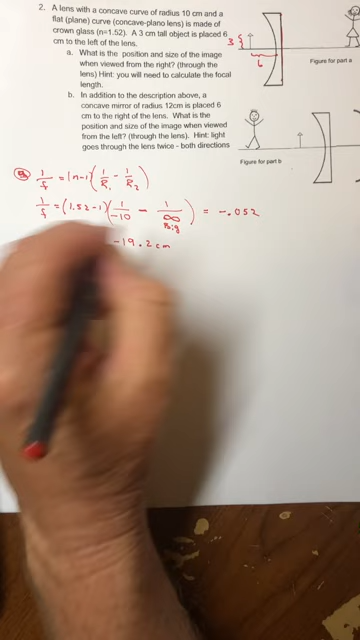 2. A lens with a concave curve of radius 10 cm and a
flat (plane) curve (concave-plano lens) is made of
crown glass (n=1.52). A 3 cm tall object is placed 6
cm to the left of the lens.
a. What is the position and size of the image
when viewed from the right? (through the
lens) Hint: you will need to calculate the focal
length.
b. In addition to the description above, a
concave mirror of radius 12cm is placed 6
cm to the right of the lens. What is the
position and size of the image when viewed
from the left? (through the lens). Hint: light
goes through the lens twice - both directions
3
6
Figure for part a
Figure for part b
1/f = (n-1)(1/R₁ - 1/R₂)
1/f = (1.52-1)(1/-10 - 1/∞) = -.052
Big
-19.2 cm